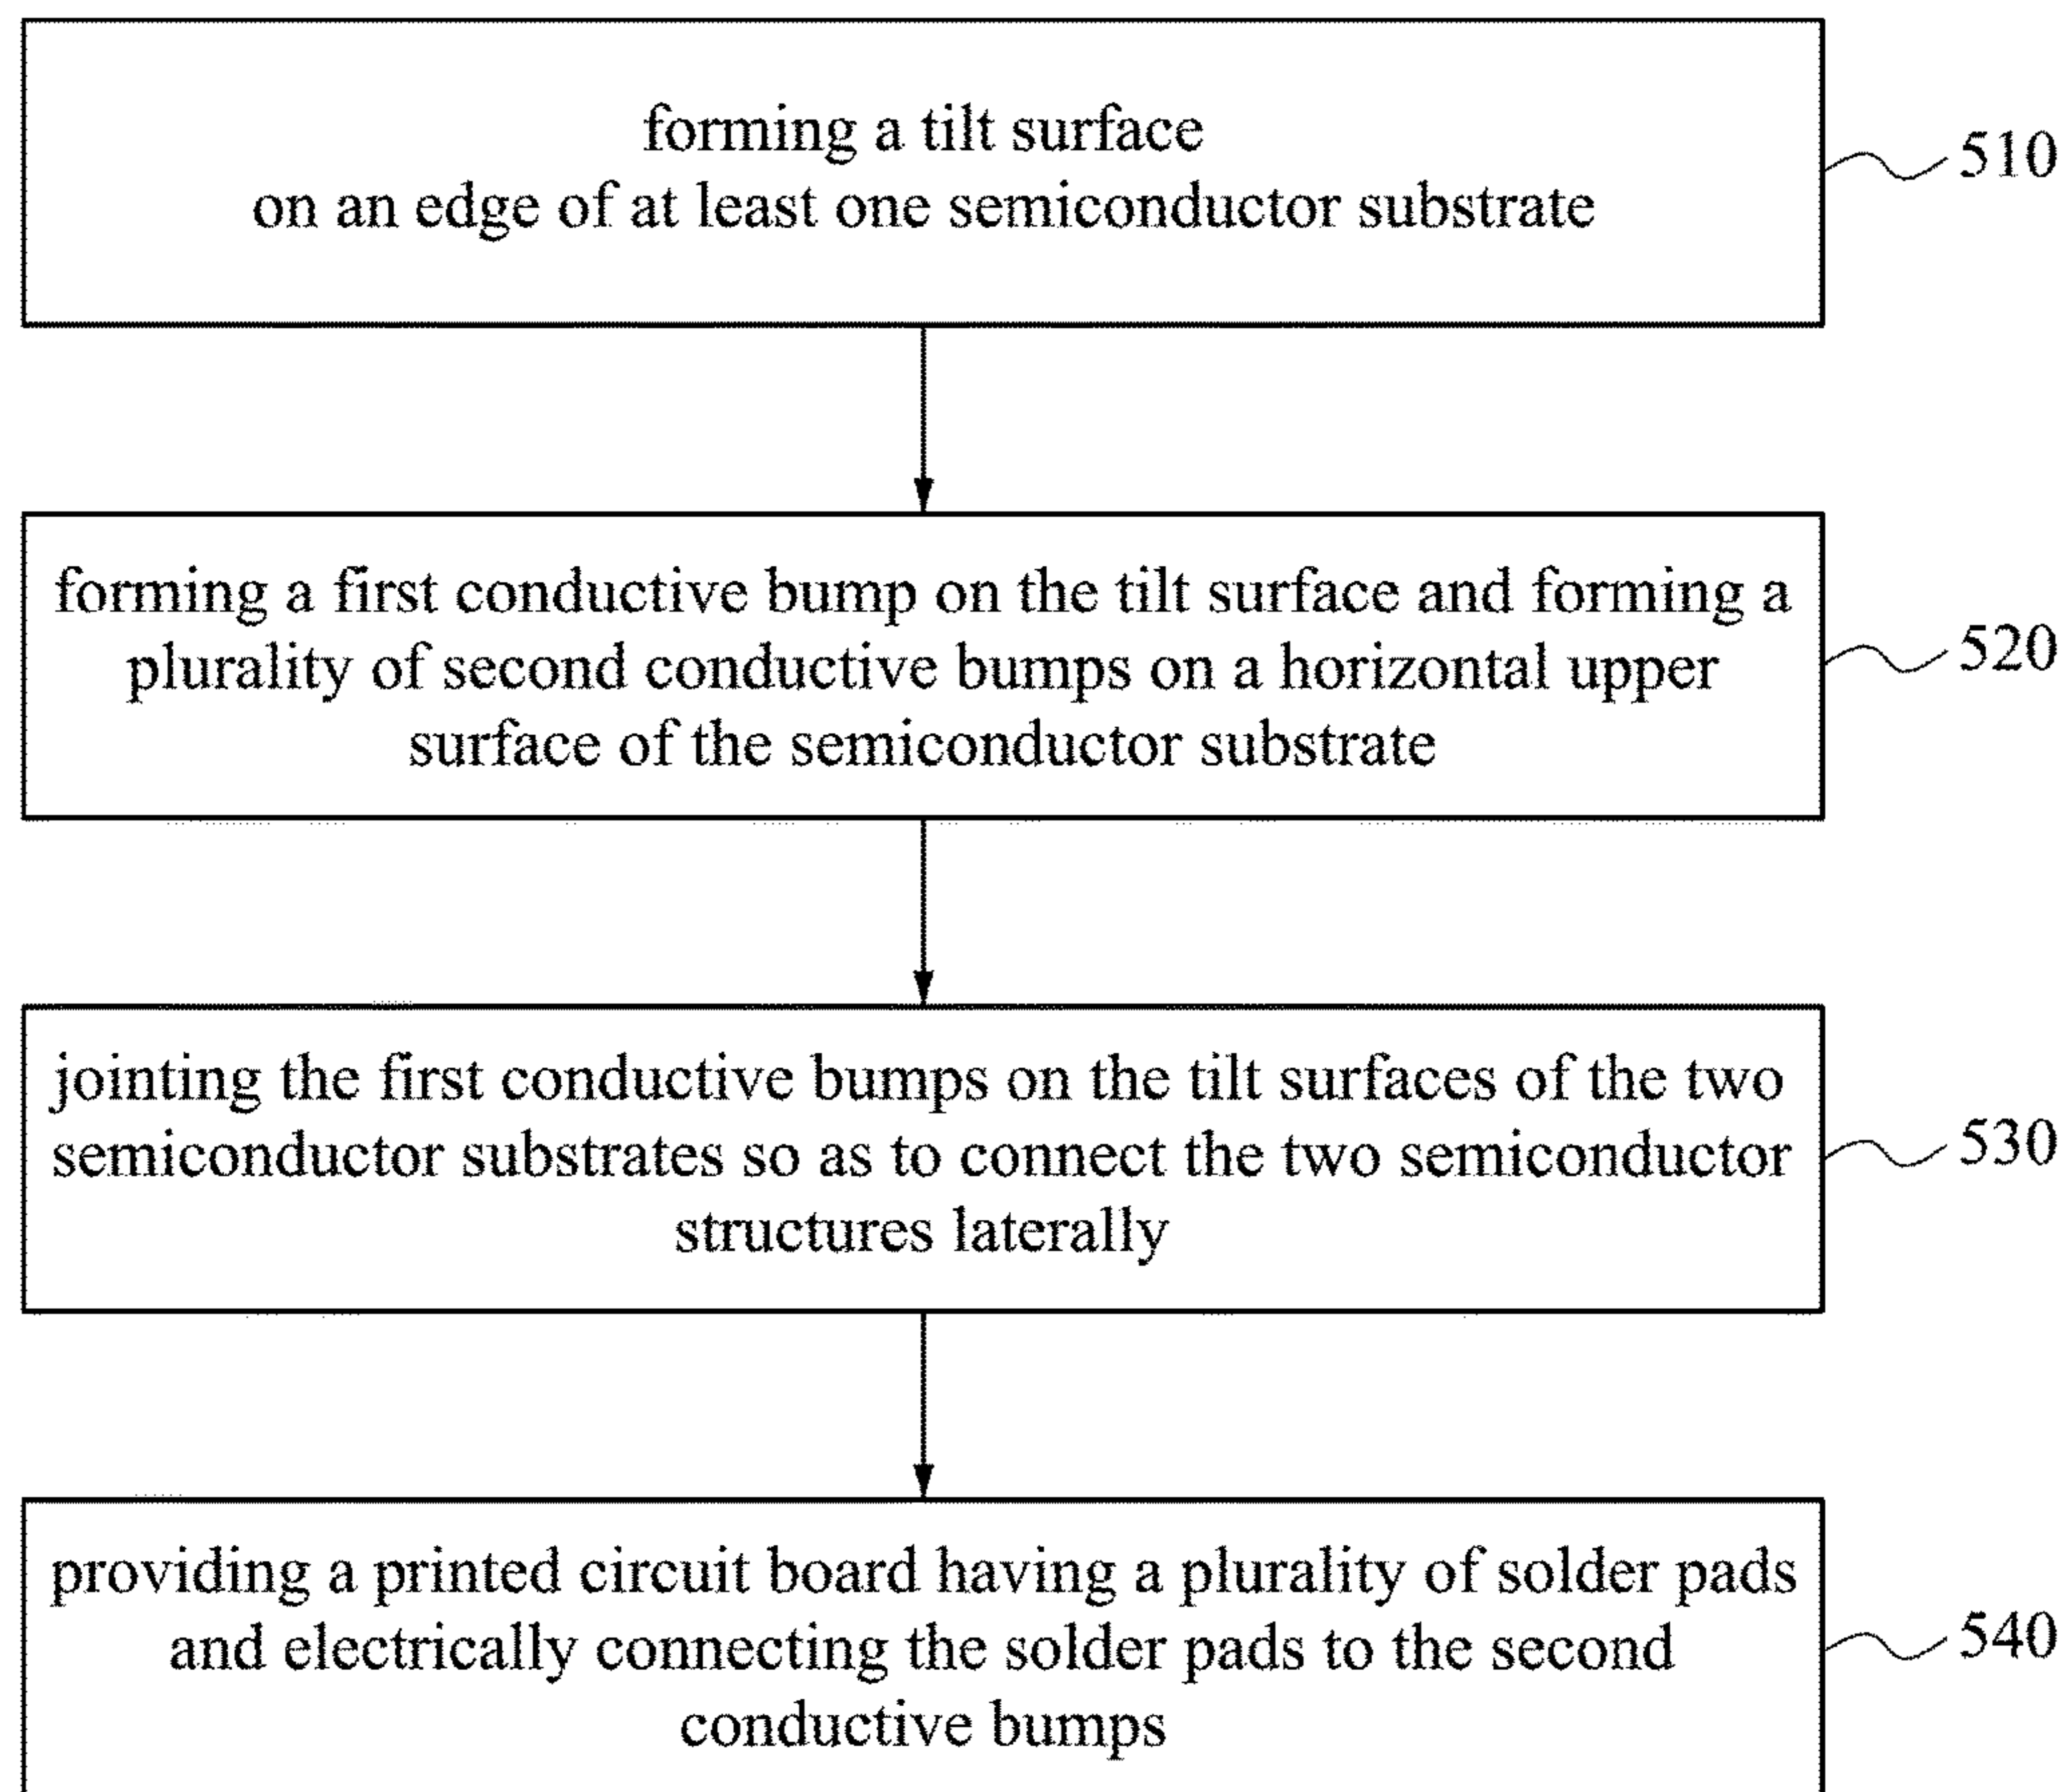 forming a tilt surface
on an edge of at least one semiconductor substrate
510
forming a first conductive bump on the tilt surface and forming a
plurality of second conductive bumps on a horizontal upper
surface of the semiconductor substrate
520
jointing the first conductive bumps on the tilt surfaces of the two
semiconductor substrates so as to connect the two semiconductor
structures laterally
530
providing a printed circuit board having a plurality of solder pads
and electrically connecting the solder pads to the second
conductive bumps
540